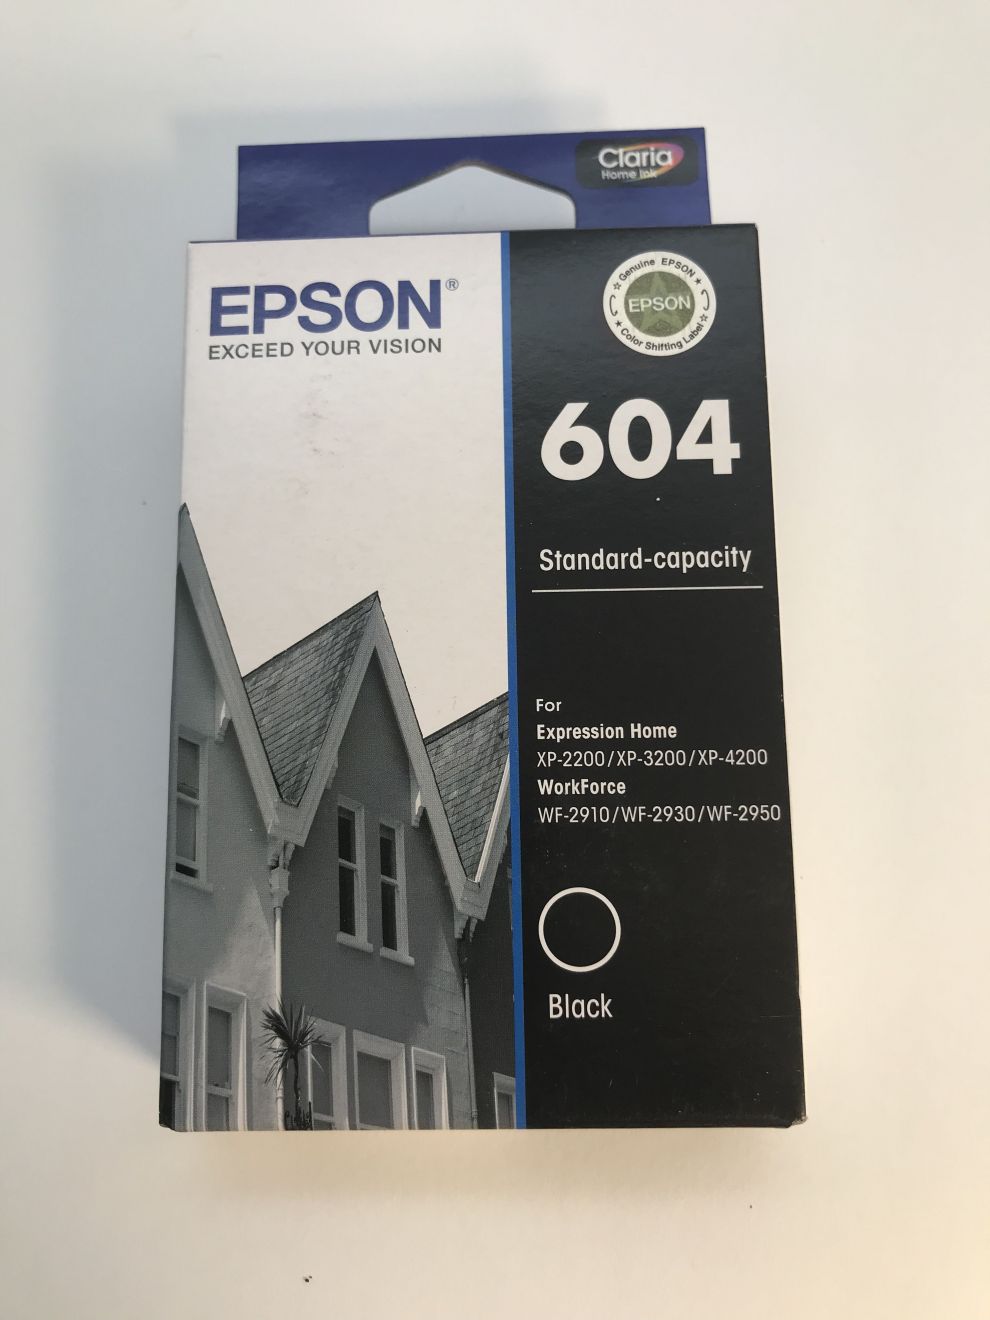 Claria
Home Ink
EPSON®
EXCEED YOUR VISION
Genuine EPSON
EPSON
Color Shifting Label
604
Standard-capacity
For
Expression Home
XP-2200/XP-3200/XP-4200
WorkForce
WF-2910/WF-2930/WF-2950
Black